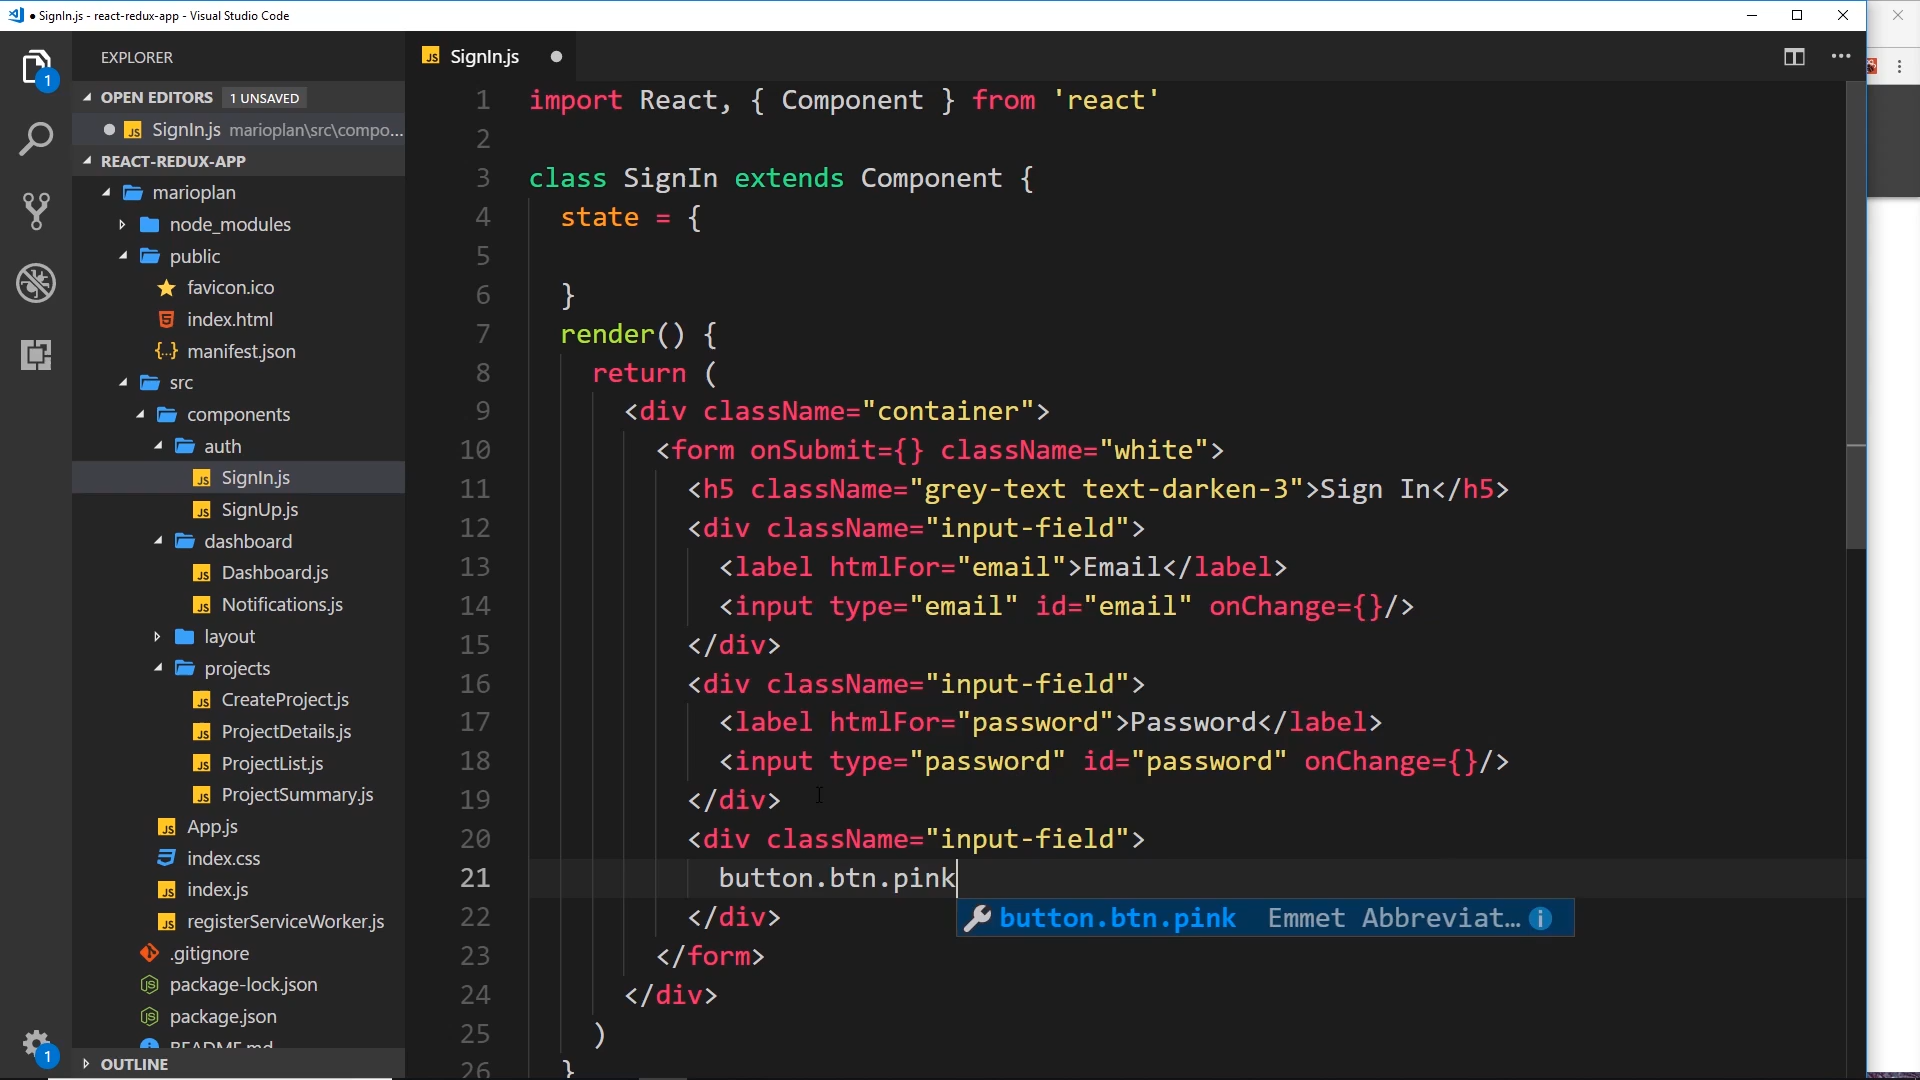 SignIn.js - react-redux-app - Visual Studio Code
EXPLORER
OPEN EDITORS 1 UNSAVED
SignIn.js marioplan\src\compo...
REACT-REDUX-APP
marioplan
node_modules
public
favicon.ico
index.html
manifest.json
src
components
auth
SignIn.js
SignUp.js
dashboard
Dashboard.js
Notifications.js
layout
projects
CreateProject.js
ProjectDetails.js
ProjectList.js
ProjectSummary.js
App.js
index.css
index.js
registerServiceWorker.js
.gitignore
package-lock.json
package.json
README.md
OUTLINE
1
1
SignIn.js
1 import React, { Component } from 'react'
2
3 class SignIn extends Component {
4 state = {
5
6 }
7 render() {
8 return (
9 <div className="container">
10 <form onSubmit={} className="white">
11 <h5 className="grey-text text-darken-3">Sign In</h5>
12 <div className="input-field">
13 <label htmlFor="email">Email</label>
14 <input type="email" id="email" onChange={}/>
15 </div>
16 <div className="input-field">
17 <label htmlFor="password">Password</label>
18 <input type="password" id="password" onChange={}/>
19 </div>
20 <div className="input-field">
21 button.btn.pink
button.btn.pink Emmet Abbreviat...
22 </div>
23 </form>
24 </div>
25 )
26 }